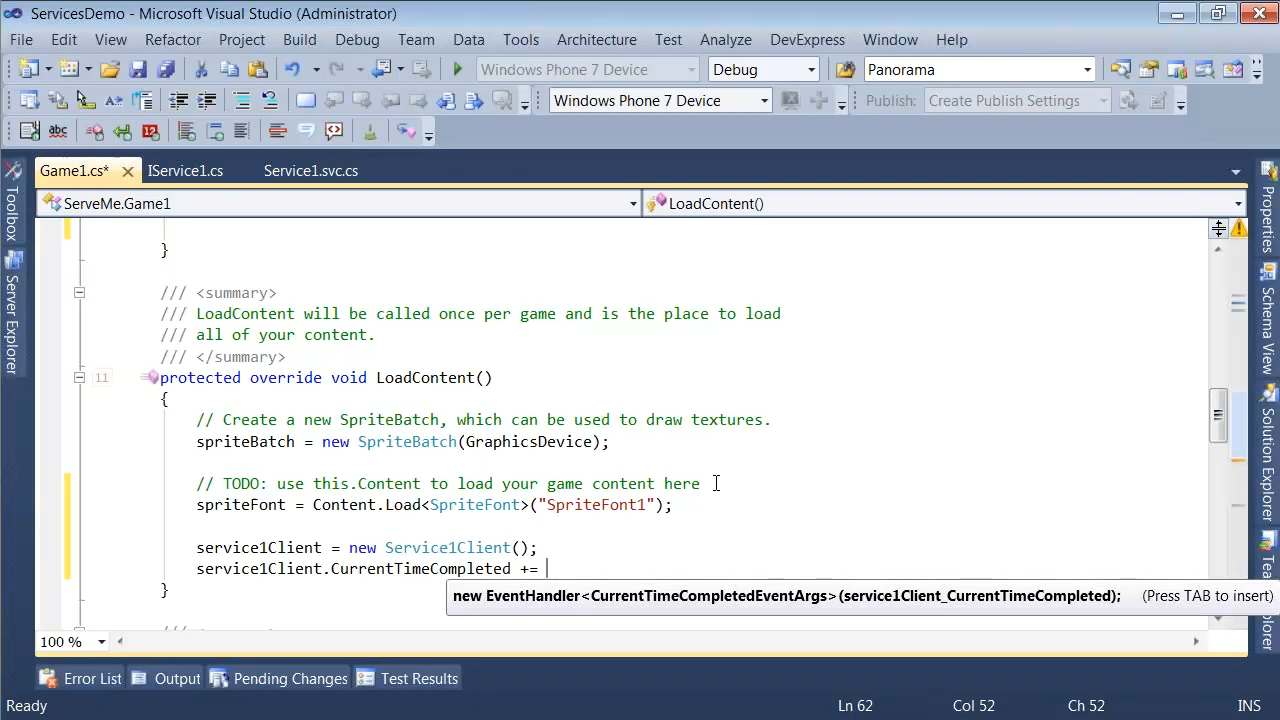 ServicesDemo - Microsoft Visual Studio (Administrator)
File Edit View Refactor Project Build Debug Team Data Tools Architecture Test Analyze DevExpress Window Help
Windows Phone 7 Device Debug Panorama
Windows Phone 7 Device Publish: Create Publish Settings
abc 12
Game1.cs* IService1.cs Service1.svc.cs
ServeMe.Game1 LoadContent()
Toolbox
Server Explorer
}
/// <summary>
/// LoadContent will be called once per game and is the place to load
/// all of your content.
/// </summary>
11 protected override void LoadContent()
{
// Create a new SpriteBatch, which can be used to draw textures.
spriteBatch = new SpriteBatch(GraphicsDevice);
// TODO: use this.Content to load your game content here
spriteFont = Content.Load<SpriteFont>("SpriteFont1");
service1Client = new Service1Client();
service1Client.CurrentTimeCompleted +=
new EventHandler<CurrentTimeCompletedEventArgs>(service1Client_CurrentTimeCompleted); (Press TAB to insert)
}
Properties
Schema View
Solution Explorer
100 %
Error List Output Pending Changes Test Results
Ready Ln 62 Col 52 Ch 52 INS